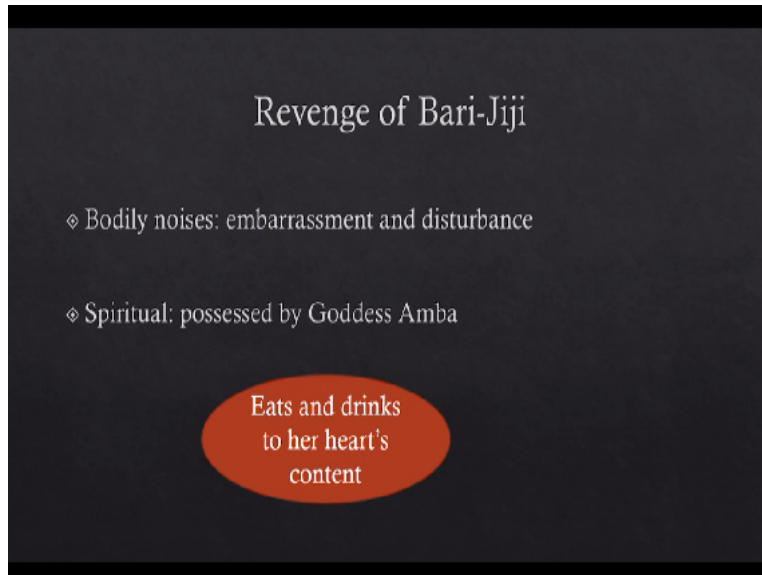 Revenge of Bari-Jiji
Bodily noises: embarrassment and disturbance
Spiritual: possessed by Goddess Amba
Eats and drinks
to her heart's
content